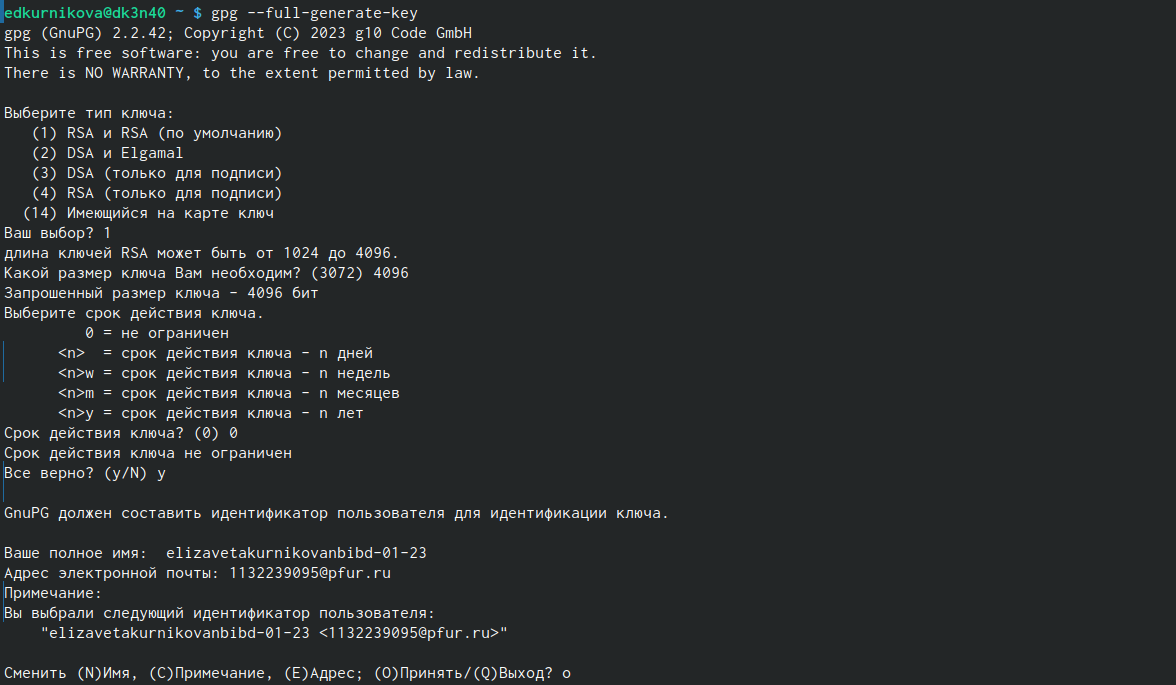 edkurnikova@dk3n40 ~ $ gpg --full-generate-key
gpg (GnuPG) 2.2.42; Copyright (C) 2023 g10 Code GmbH
This is free software: you are free to change and redistribute it.
There is NO WARRANTY, to the extent permitted by law.

Выберите тип ключа:
   (1) RSA и RSA (по умолчанию)
   (2) DSA и Elgamal
   (3) DSA (только для подписи)
   (4) RSA (только для подписи)
  (14) Имеющийся на карте ключ
Ваш выбор? 1
длина ключей RSA может быть от 1024 до 4096.
Какой размер ключа Вам необходим? (3072) 4096
Запрошенный размер ключа - 4096 бит
Выберите срок действия ключа.
         0 = не ограничен
      <n>  = срок действия ключа - n дней
      <n>w = срок действия ключа - n недель
      <n>m = срок действия ключа - n месяцев
      <n>y = срок действия ключа - n лет
Срок действия ключа? (0) 0
Срок действия ключа не ограничен
Все верно? (y/N) y

GnuPG должен составить идентификатор пользователя для идентификации ключа.

Ваше полное имя:  elizavetakurnikovanbibd-01-23
Адрес электронной почты: 1132239095@pfur.ru
Примечание:
Вы выбрали следующий идентификатор пользователя:
    "elizavetakurnikovanbibd-01-23 <1132239095@pfur.ru>"

Сменить (N)Имя, (C)Примечание, (E)Адрес; (O)Принять/(Q)Выход? o